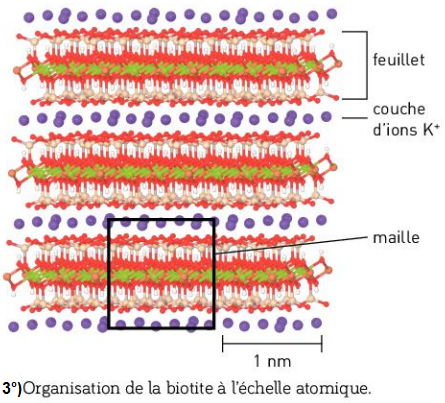 feuillet
couche
d'ions K⁺
maille
1 nm
3°)Organisation de la biotite à l'échelle atomique.